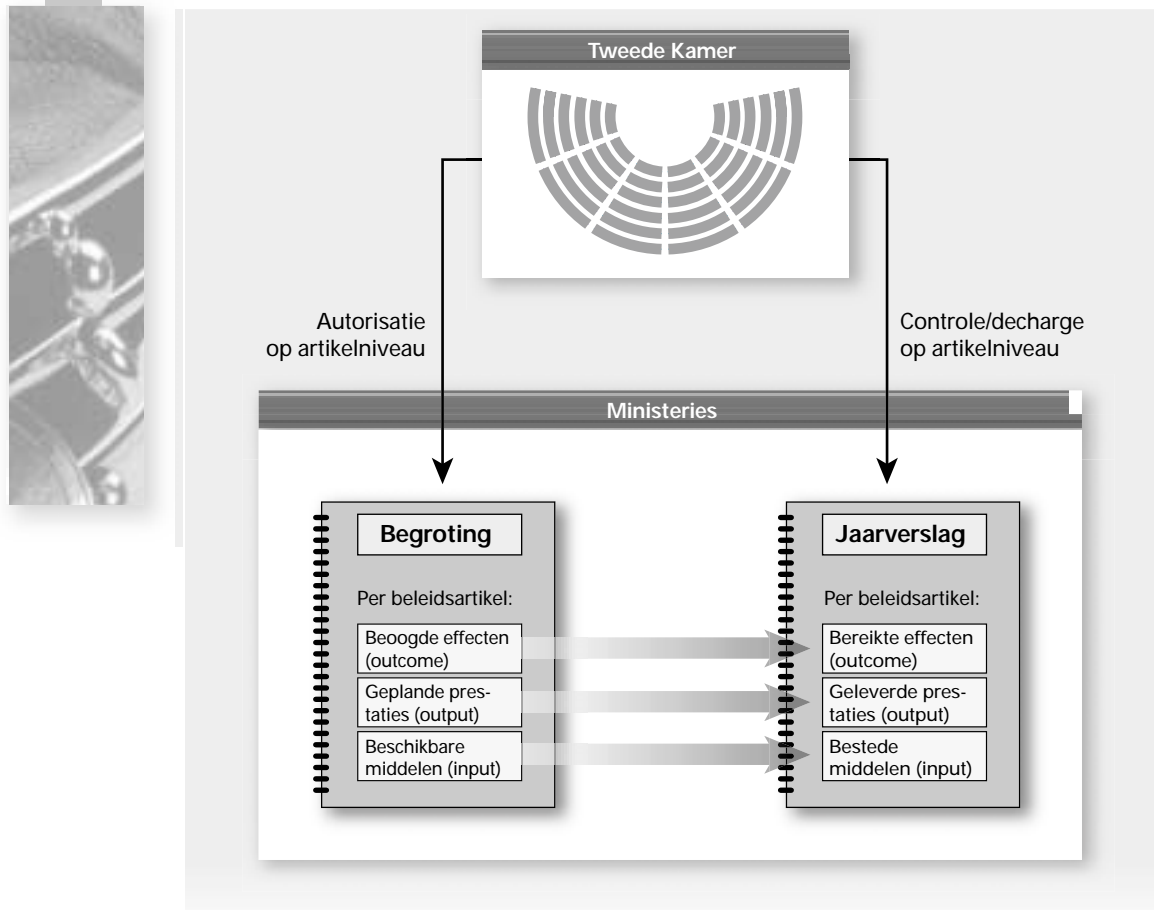 Tweede Kamer
Autorisatie
op artikelniveau
Controle/decharge
op artikelniveau
Ministeries
Begroting
Per beleidsartikel:
Beoogde effecten
(outcome)
Geplande pres-
taties (output)
Beschikbare
middelen (input)
Jaarverslag
Per beleidsartikel:
Bereikte effecten
(outcome)
Geleverde pres-
taties (output)
Bestede
middelen (input)